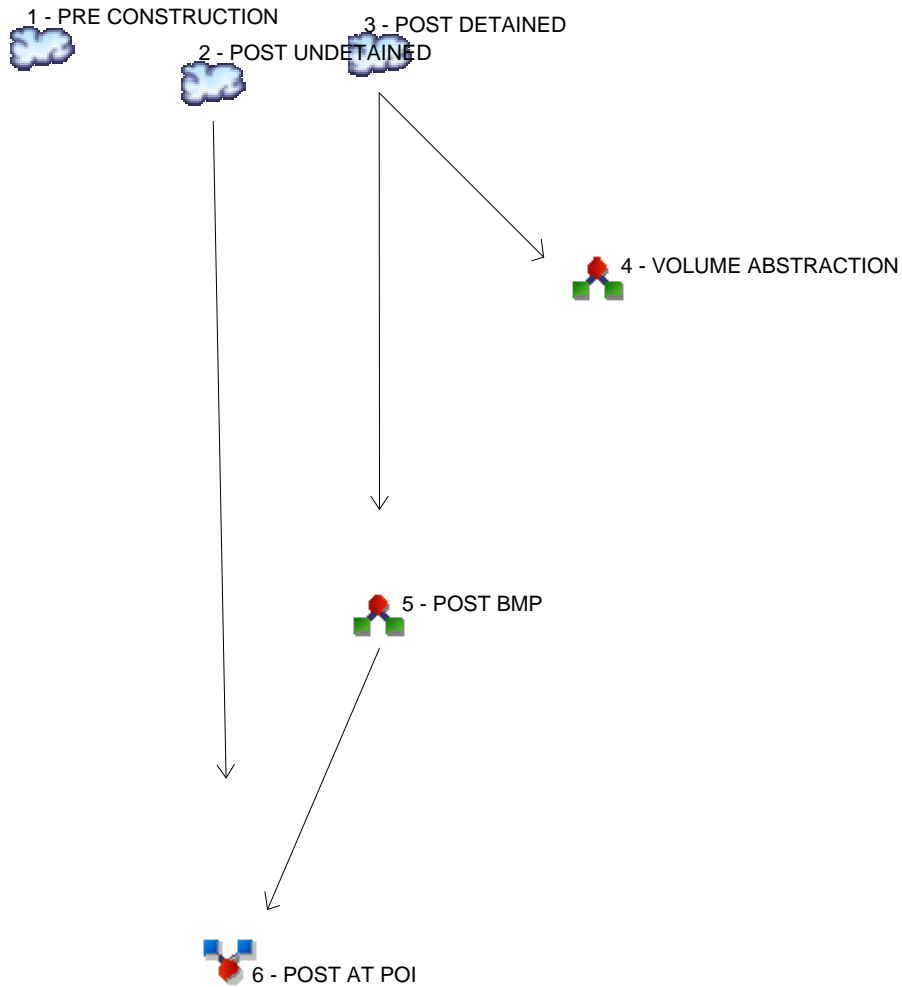 1 - PRE CONSTRUCTION
3 - POST DETAINED
2 - POST UNDETAINED
4 - VOLUME ABSTRACTION
5 - POST BMP
6 - POST AT POI